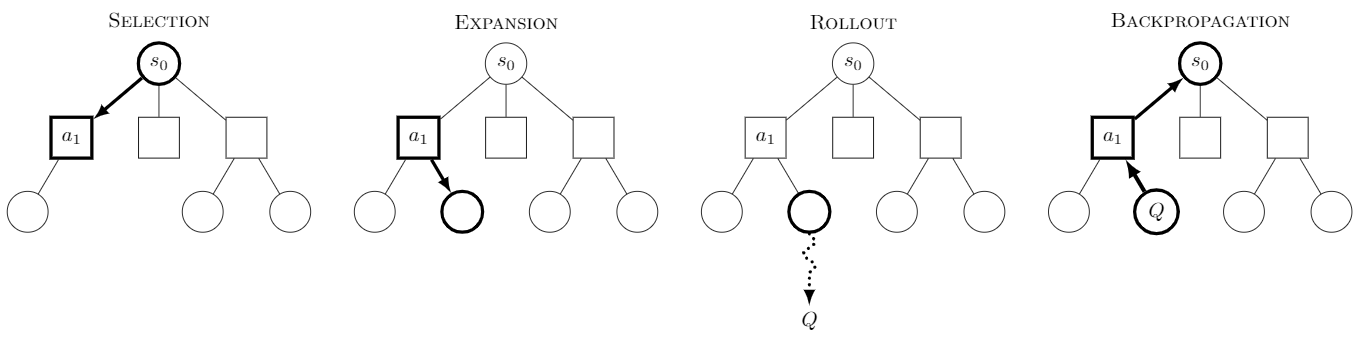 SELECTION EXPANSION ROLLOUT BACKPROPAGATION
s₀ s₀ s₀ s₀
a₁ a₁ a₁ a₁
Q
Q